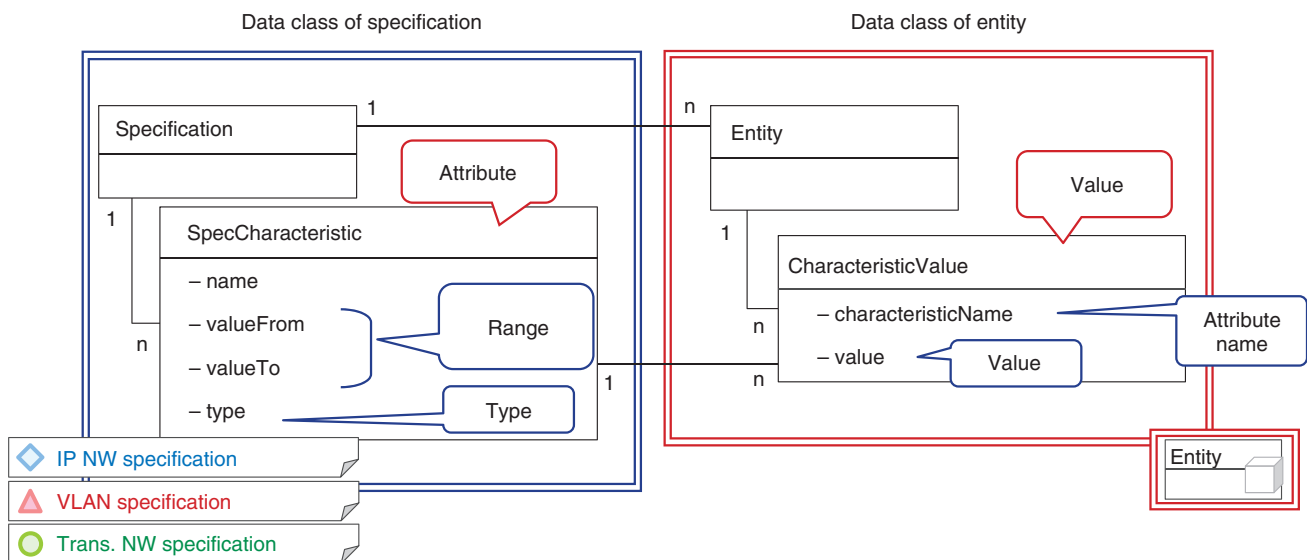 Data class of specification
Data class of entity
1
n
Specification
Entity
Attribute
Value
1
1
SpecCharacteristic
CharacteristicValue
– name
– valueFrom
– valueTo
– type
Range
Type
n
1
n
n
– characteristicName
– value
Attribute
name
Value
IP NW specification
VLAN specification
Trans. NW specification
Entity